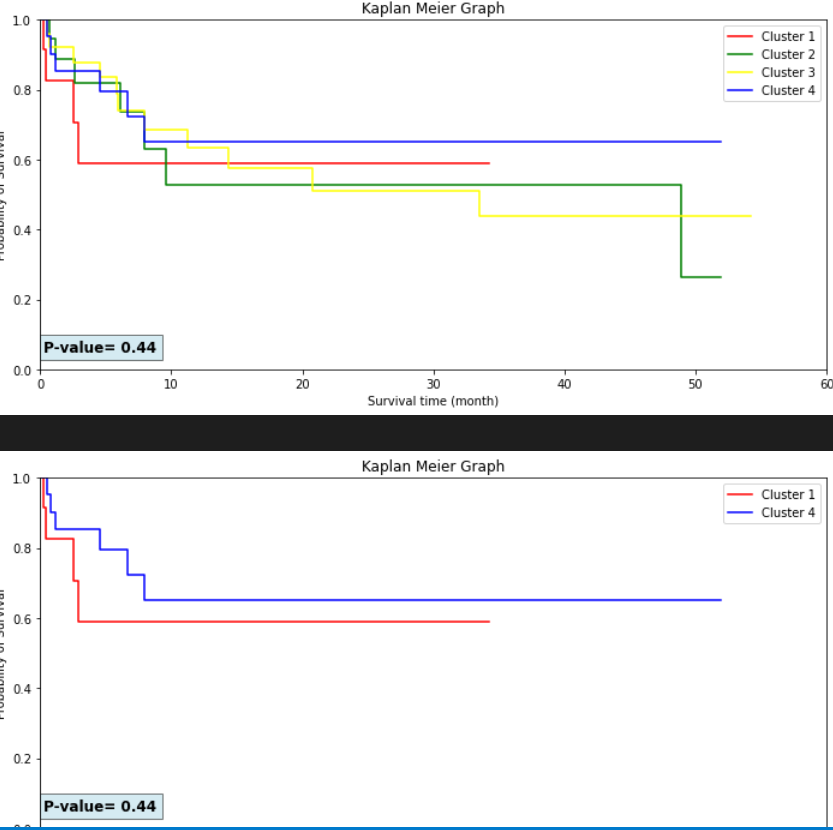 Kaplan Meier Graph
1.0
0.8
0.6
0.4
0.2
0.0
Cluster 1
Cluster 2
Cluster 3
Cluster 4
P-value= 0.44
0 10 20 30 40 50 60
Survival time (month)
Kaplan Meier Graph
1.0
0.8
0.6
0.4
0.2
Cluster 1
Cluster 4
P-value= 0.44